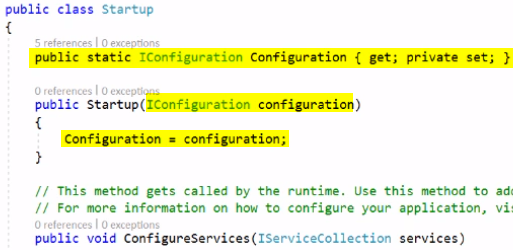 public class Startup
{
5 references | 0 exceptions
public static IConfiguration Configuration { get; private set; }
0 references | 0 exceptions
public Startup(IConfiguration configuration)
{
Configuration = configuration;
}
// This method gets called by the runtime. Use this method to add
// For more information on how to configure your application, vis
0 references | 0 exceptions
public void ConfigureServices(IServiceCollection services)